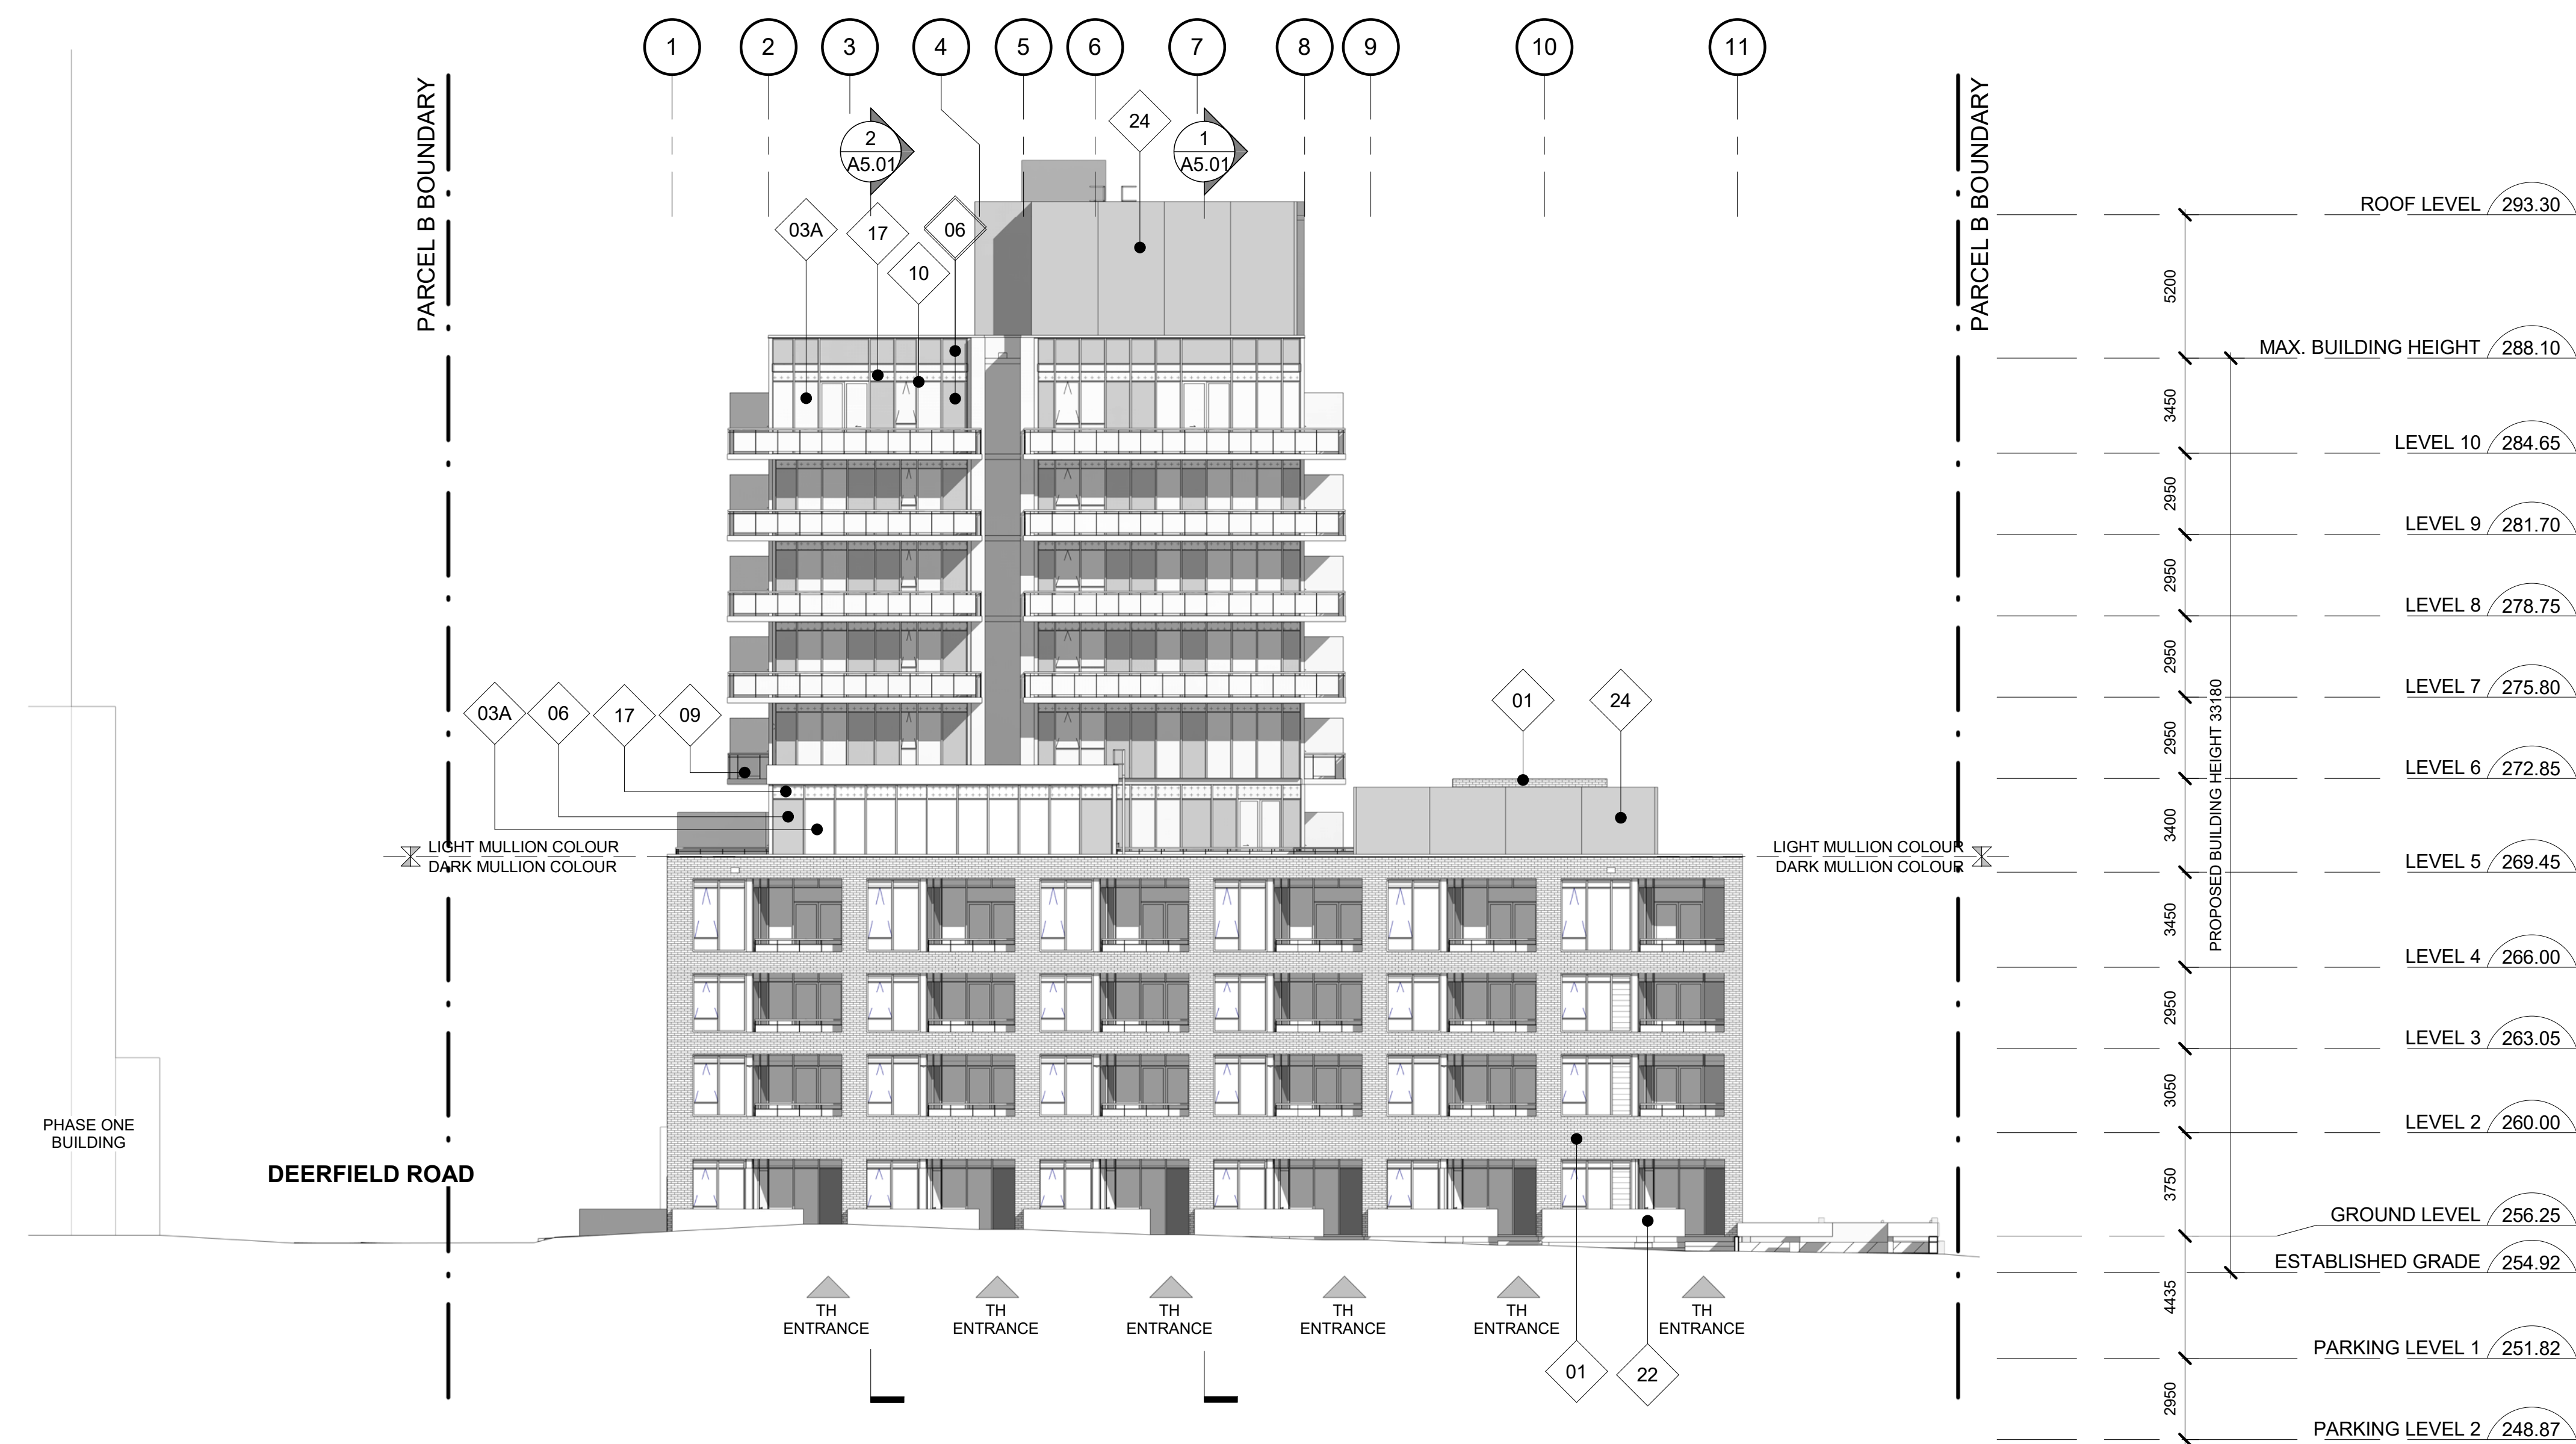 1
2
3
4
5
6
7
8
9
10
11
PARCEL B BOUNDARY
PARCEL B BOUNDARY
24
2
A5.01
1
A5.01
03A
17
06
10
ROOF LEVEL 293.30
5200
MAX. BUILDING HEIGHT 288.10
3450
LEVEL 10 284.65
2950
LEVEL 9 281.70
2950
LEVEL 8 278.75
2950
LEVEL 7 275.80
2950
LEVEL 6 272.85
3400
LEVEL 5 269.45
3450
LEVEL 4 266.00
2950
LEVEL 3 263.05
3050
LEVEL 2 260.00
3750
GROUND LEVEL 256.25
ESTABLISHED GRADE 254.92
4435
PARKING LEVEL 1 251.82
2950
PARKING LEVEL 2 248.87
PROPOSED BUILDING HEIGHT 33180
03A
06
17
09
01
24
LIGHT MULLION COLOUR
DARK MULLION COLOUR
LIGHT MULLION COLOUR
DARK MULLION COLOUR
PHASE ONE
BUILDING
DEERFIELD ROAD
TH
ENTRANCE
TH
ENTRANCE
TH
ENTRANCE
TH
ENTRANCE
TH
ENTRANCE
TH
ENTRANCE
01
22